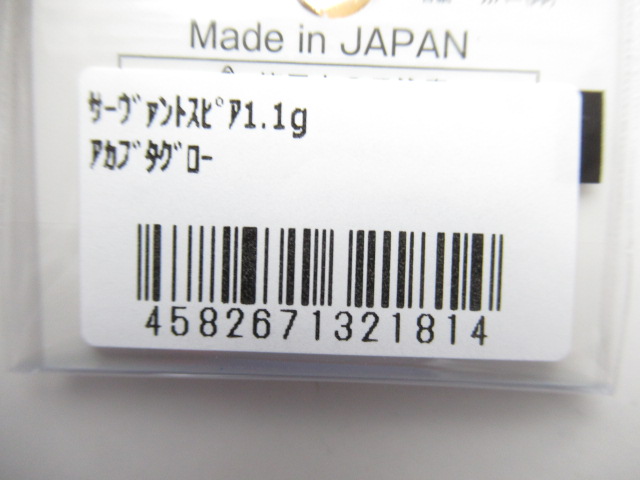 Made in JAPAN
ｻｰｳﾞｧﾝﾄｽﾋﾟｱ1.1g
ｱｶﾌﾞﾀｸﾞﾛｰ
4582671321814